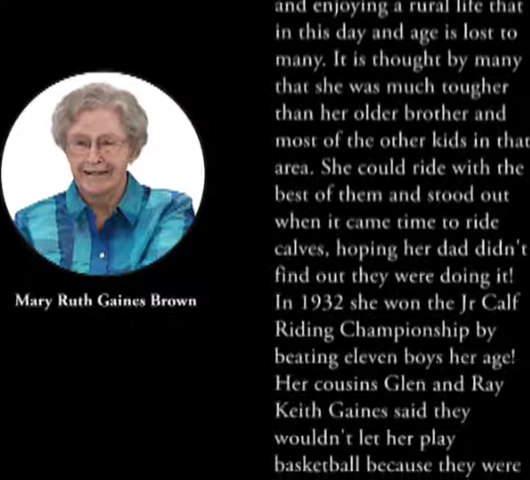 and enjoying a rural life that
in this day and age is lost to
many. It is thought by many
that she was much tougher
than her older brother and
most of the other kids in that
area. She could ride with the
best of them and stood out
when it came time to ride
calves, hoping her dad didn't
find out they were doing it!
In 1932 she won the Jr Calf
Riding Championship by
beating eleven boys her age!
Her cousins Glen and Ray
Keith Gaines said they
wouldn't let her play
basketball because they were
Mary Ruth Gaines Brown